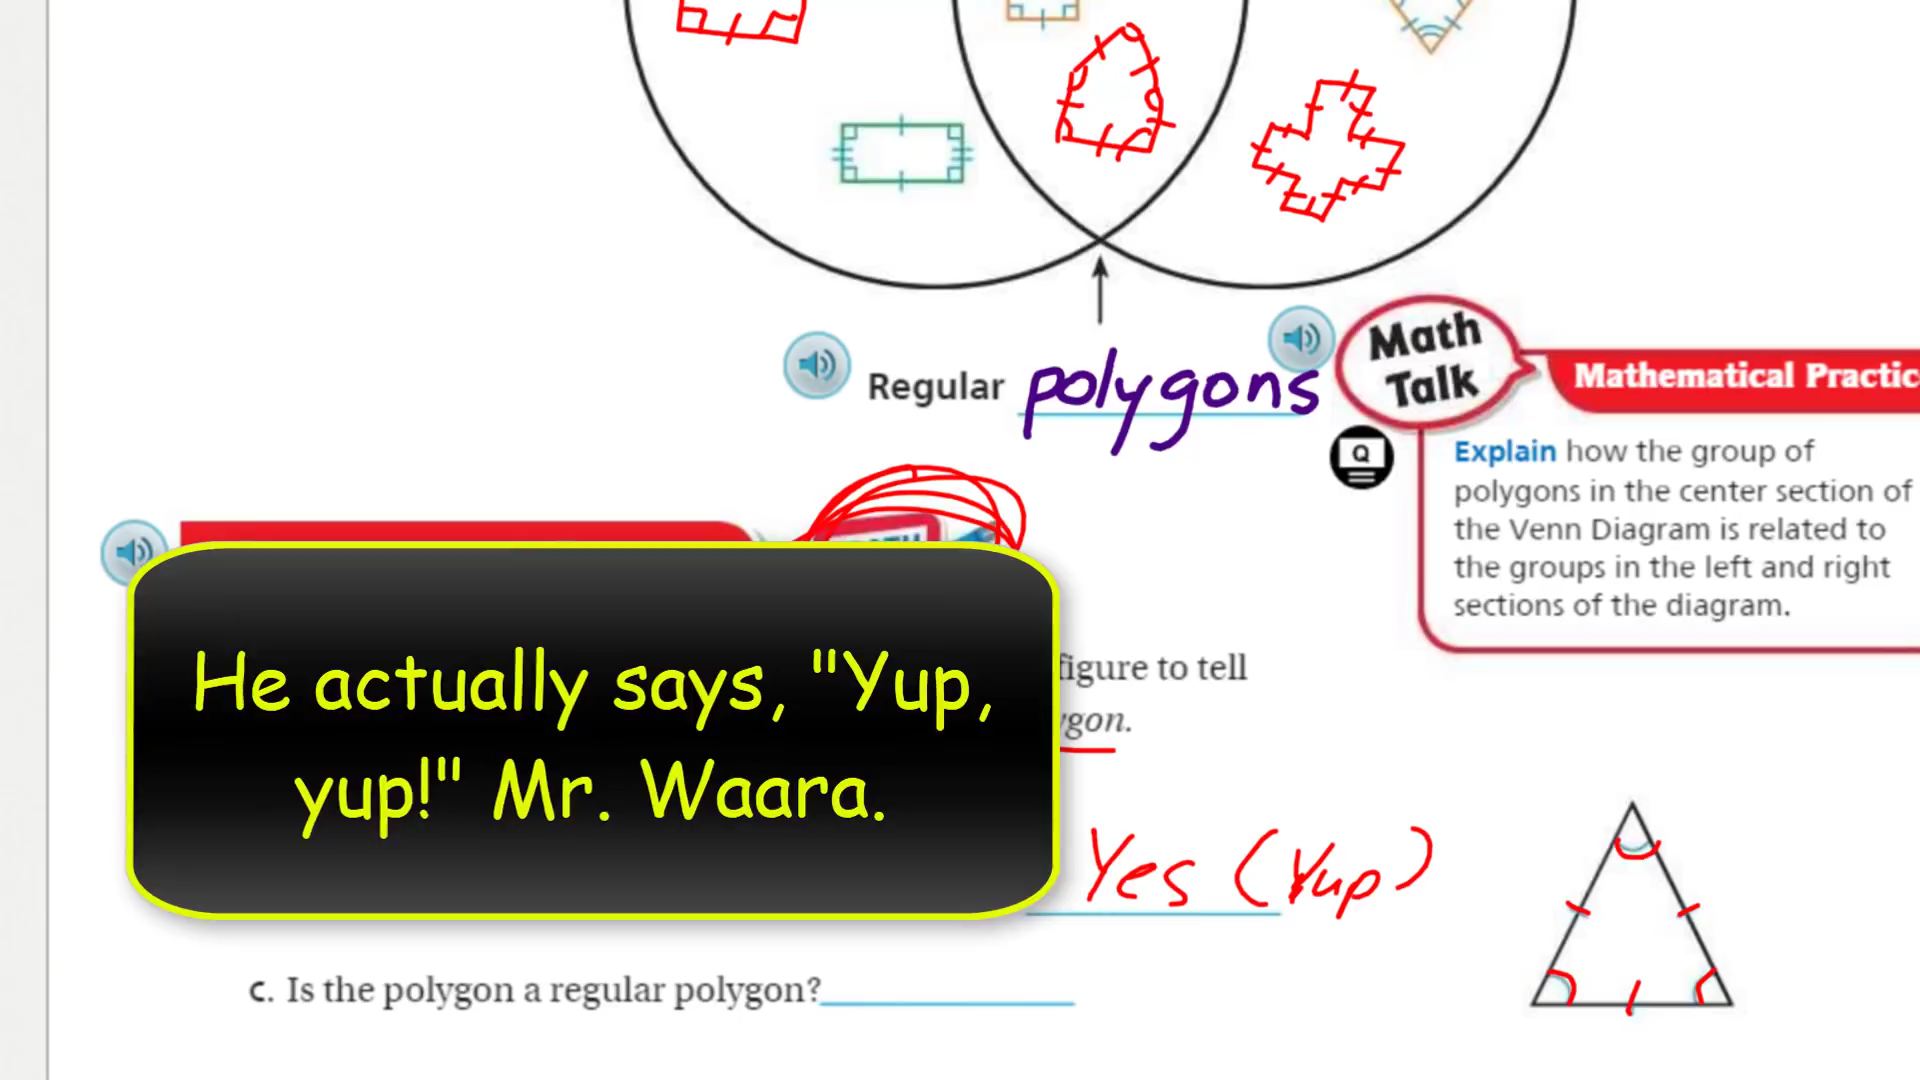 Regular polygons
Math
Talk
Mathematical Practic
Q
Explain how the group of
polygons in the center section of
the Venn Diagram is related to
the groups in the left and right
sections of the diagram.
figure to tell
ygon.
He actually says, "Yup,
yup!" Mr. Waara.
Yes (Yup)
c. Is the polygon a regular polygon?